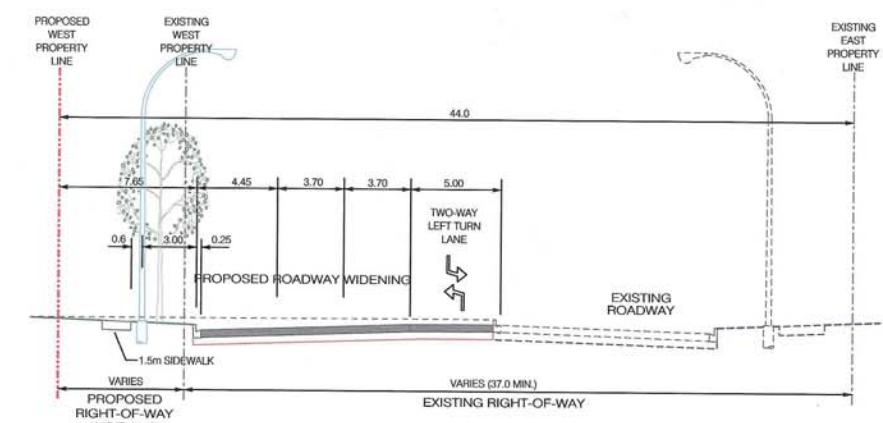 PROPOSED
WEST
PROPERTY
LINE
EXISTING
WEST
PROPERTY
LINE
EXISTING
EAST
PROPERTY
LINE
44.0
7.65
4.45
3.70
3.70
5.00
TWO-WAY
LEFT TURN
LANE
0.6
3.00
0.25
PROPOSED ROADWAY WIDENING
EXISTING
ROADWAY
1.5m SIDEWALK
VARIES
PROPOSED
RIGHT-OF-WAY
VARIES (37.0 MIN.)
EXISTING RIGHT-OF-WAY